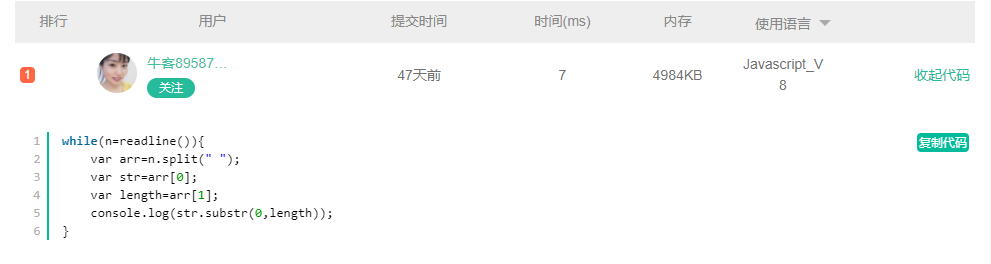 排行 用户 提交时间 时间(ms) 内存 使用语言
1 牛客89587... 47天前 7 4984KB Javascript_V 收起代码
关注 8
1 while(n=readline()){ 复制代码
2 var arr=n.split(" ");
3 var str=arr[0];
4 var length=arr[1];
5 console.log(str.substr(0,length));
6 }